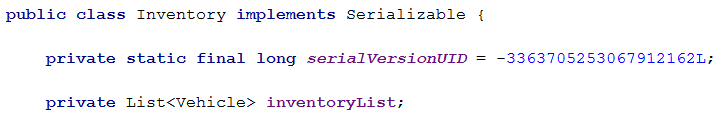 public class Inventory implements Serializable {
private static final long serialVersionUID = -3363705253067912162L;
private List<Vehicle> inventoryList;